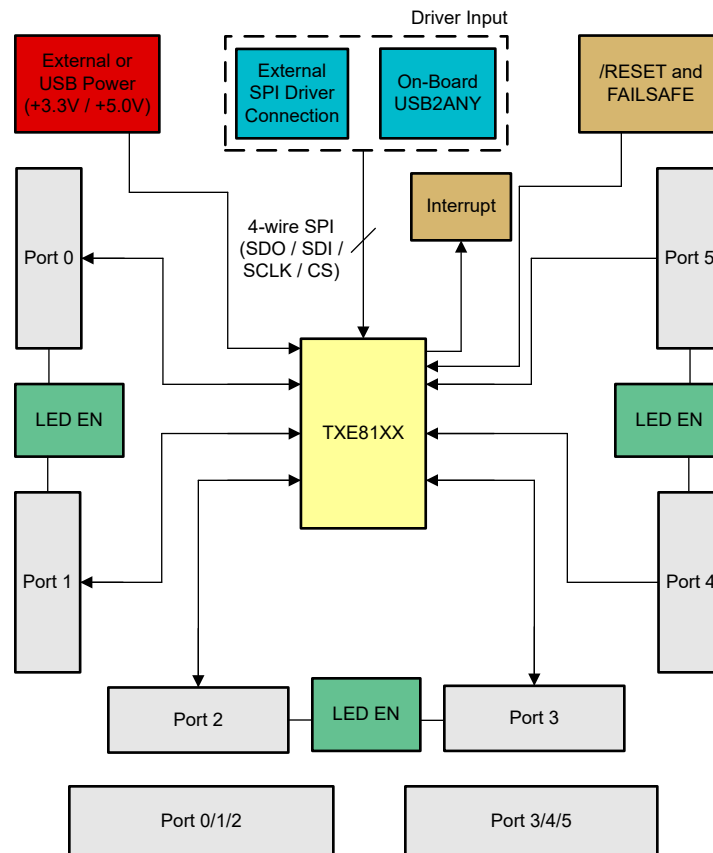 Driver Input
External or
USB Power
(+3.3V / +5.0V)
External
SPI Driver
Connection
On-Board
USB2ANY
/RESET and
FAILSAFE
Interrupt
4-wire SPI
(SDO / SDI /
SCLK / CS)
Port 0
Port 5
TXE81XX
LED EN
LED EN
Port 1
Port 4
Port 2
LED EN
Port 3
Port 0/1/2
Port 3/4/5